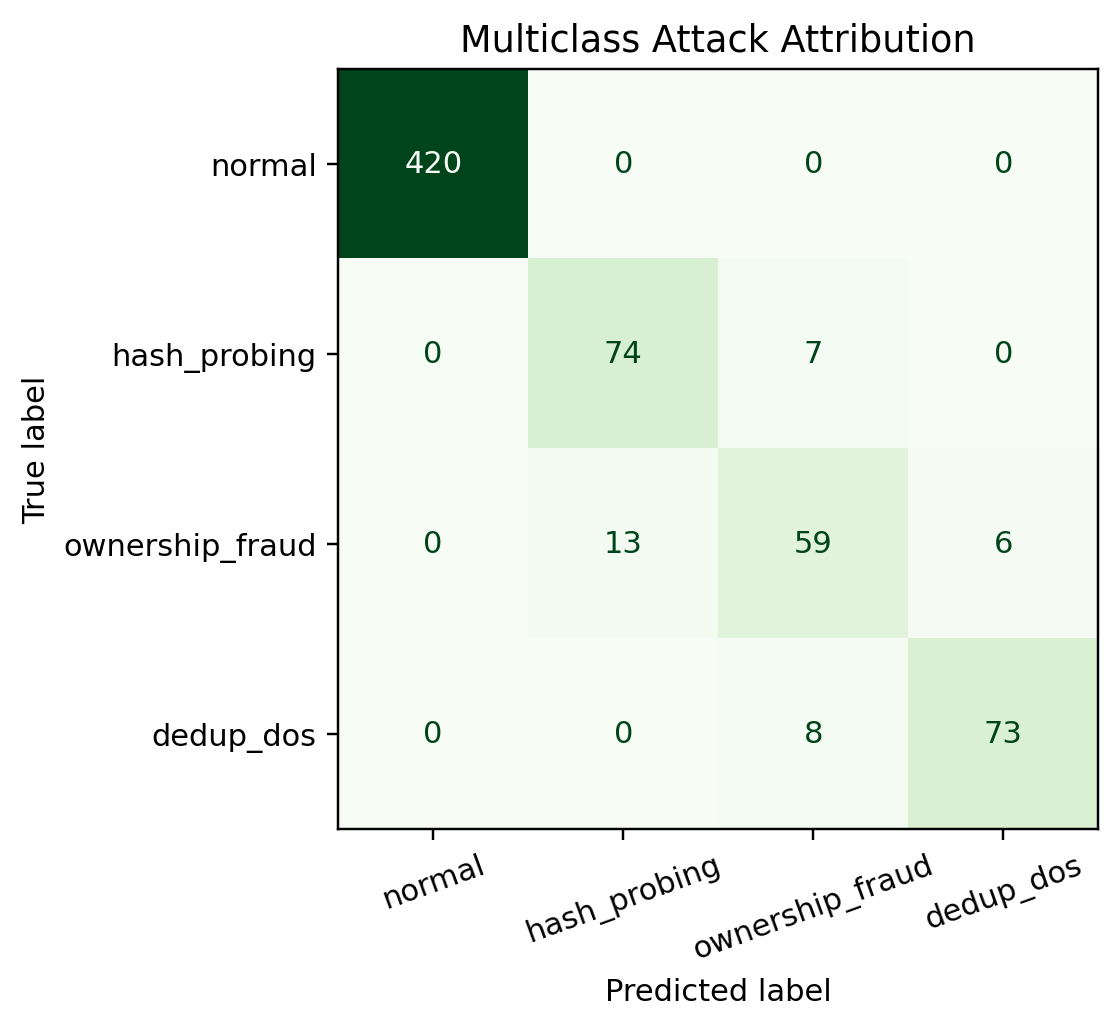 Multiclass Attack Attribution
normal
420
0
0
0
hash_probing
0
74
7
0
ownership_fraud
0
13
59
6
dedup_dos
0
0
8
73
True label
normal
hash_probing
ownership_fraud
dedup_dos
Predicted label